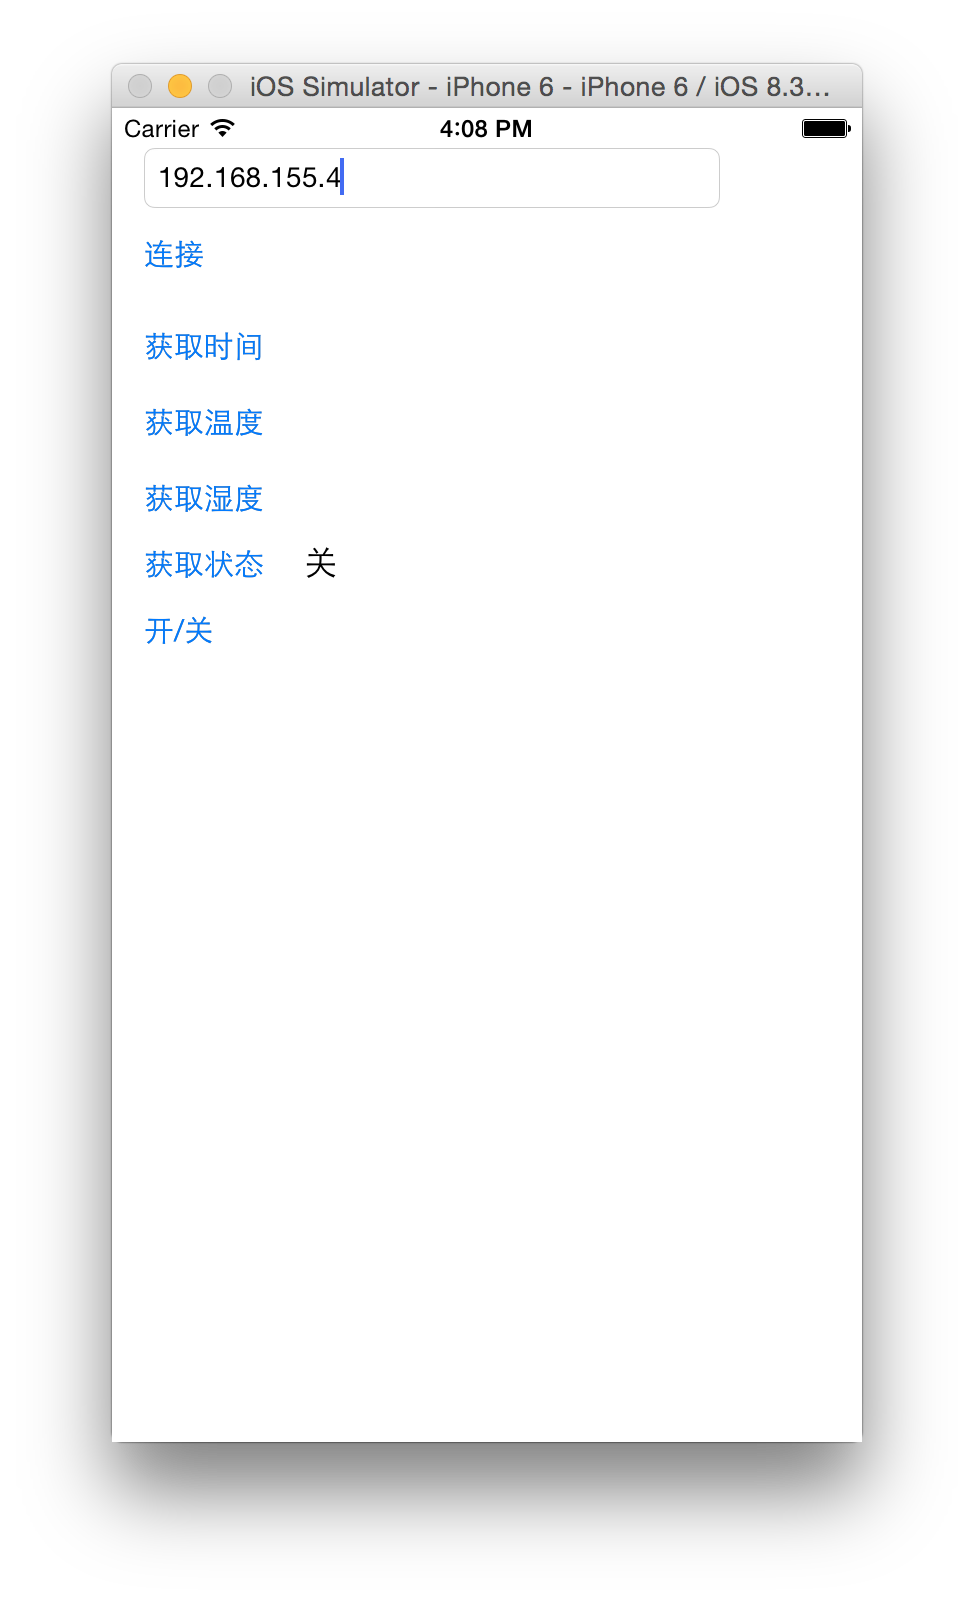 iOS Simulator - iPhone 6 - iPhone 6 / iOS 8.3...
Carrier 4:08 PM
192.168.155.4
连接
获取时间
获取温度
获取湿度
获取状态 关
开/关